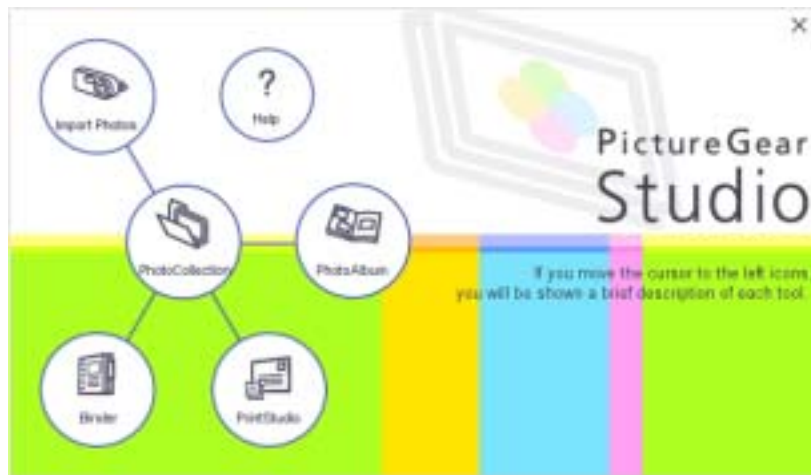 ×
Import Photos
?
Help
PictureGear
Studio
PhotoCollection
PhotoAlbum
If you move the cursor to the left icons
you will be shown a brief description of each tool.
Binder
PrintStudio